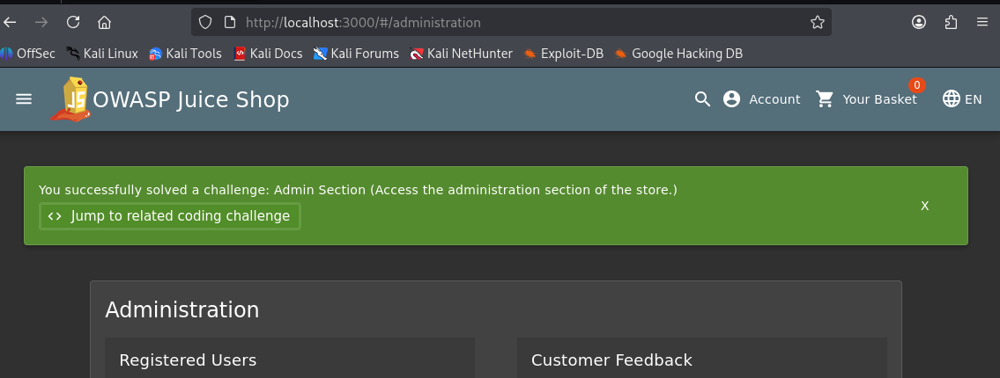 http://localhost:3000/#/administration
OffSec Kali Linux Kali Tools Kali Docs Kali Forums Kali NetHunter Exploit-DB Google Hacking DB
JS OWASP Juice Shop Account Your Basket 0 EN
You successfully solved a challenge: Admin Section (Access the administration section of the store.)
X
<> Jump to related coding challenge
Administration
Registered Users Customer Feedback